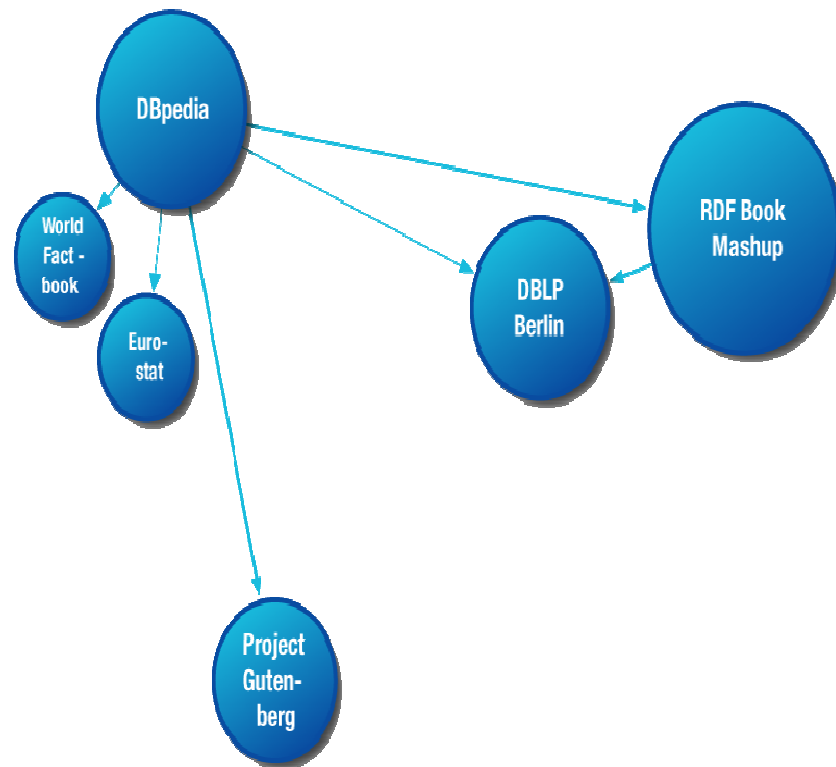 DBpedia
World
Fact -
book
Euro-
stat
DBLP
Berlin
RDF Book
Mashup
Project
Guten-
berg